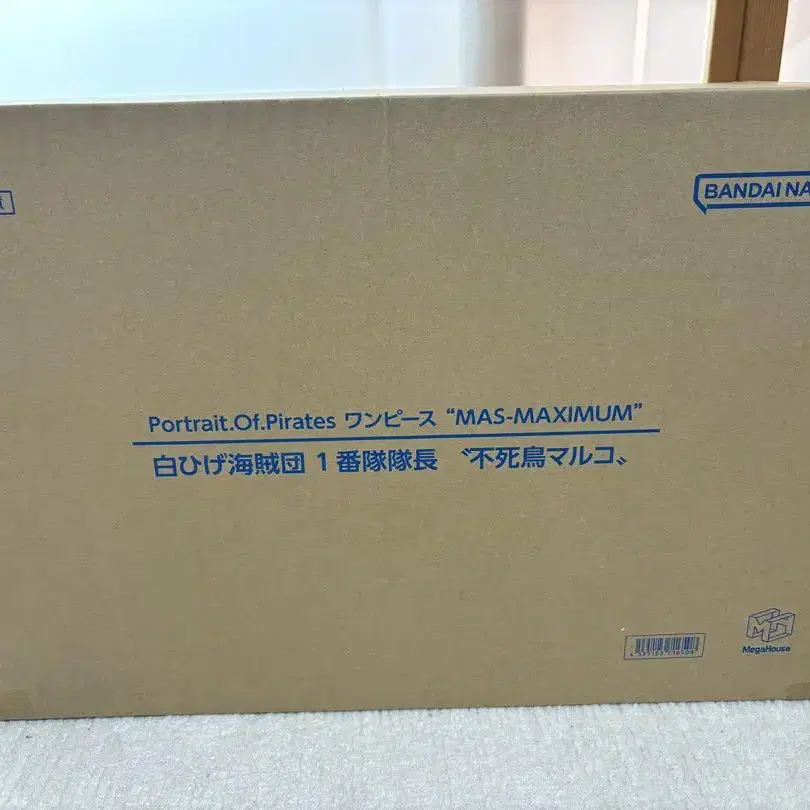 BANDAI NA
Portrait.Of.Pirates ワンピース “MAS-MAXIMUM”
白ひげ海賊団 1番隊隊長 〝不死鳥マルコ〟
MegaHouse